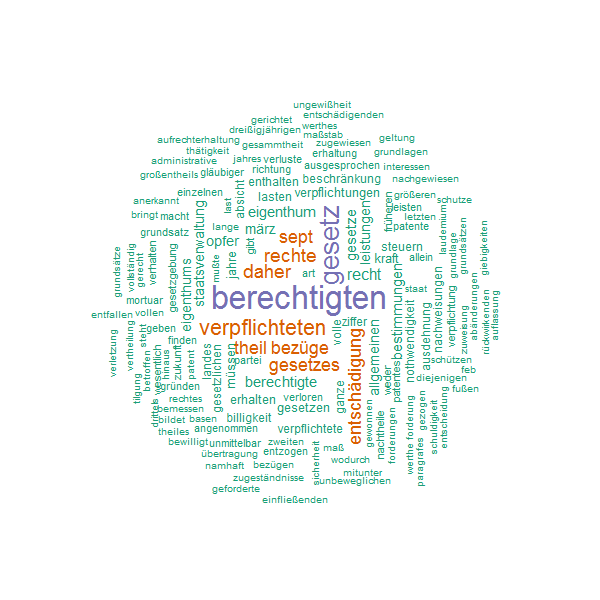 ungewißheit
entschädigenden
gerichtet
werthes
dreißigjährigen
maßstab
geltung
aufrechterhaltung
zugewiesen
gesammtheit
thätigkeit
erhaltung
grundlagen
administrative
jahres
verluste
ausgesprochen
interessen
großentheils
gläubiger
richtung
beschränkung
nachgewiesen
enthalten
einzelnen
absicht
lasten
verpflichtungen
größeren
schutze
anerkannt
last
früheren
leisten
bringt
macht
eigenthum
gesetz
gesetze
leistungen
letzten
laudemium
staatsverwaltung
opfer
lange
märz
patente
grundsatz
gibt
sept
steuern
allein
grundlage
grundsätzen
giebigkeiten
grundsätze
vollständig
gerecht
verhalten
gesetzgebung
eigenthums
mußte
jahre
rechte
kraft
daher
art
recht
staat
nachweisungen
verpflichtung
zuweisung
abänderungen
rückwirkenden
auflassung
mortuar
berechtigten
bestimmungen
nothwendigkeit
ausdehnung
entfallen
vollen
verpflichteten
volle
ziffer
allgemeinen
verletzung
vertheilung
steht
geben
finden
landes
theil
bezüge
entschädigung
weder
schützen
betroffen
wesentlich
hinaus
zukunft
patent
gesetzlichen
müssen
partei
gesetzes
patentes
feb
diejenigen
tilgung
drittels
gründen
berechtigte
ganze
fußen
rechtes
erhalten
verloren
bemessen
gesetzen
gewonnen
nachtheile
forderungen
werthe
forderung
gezogen
schuldigkeit
entscheidung
theiles
bildet
basen
billigkeit
angenommen
verpflichtete
paragrafes
bewilligt
unmittelbar
zweiten
maß
übertragung
entzogen
sicherheit
wodurch
namhaft
bezügen
mitunter
zugeständnisse
unbeweglichen
geforderte
einfließenden